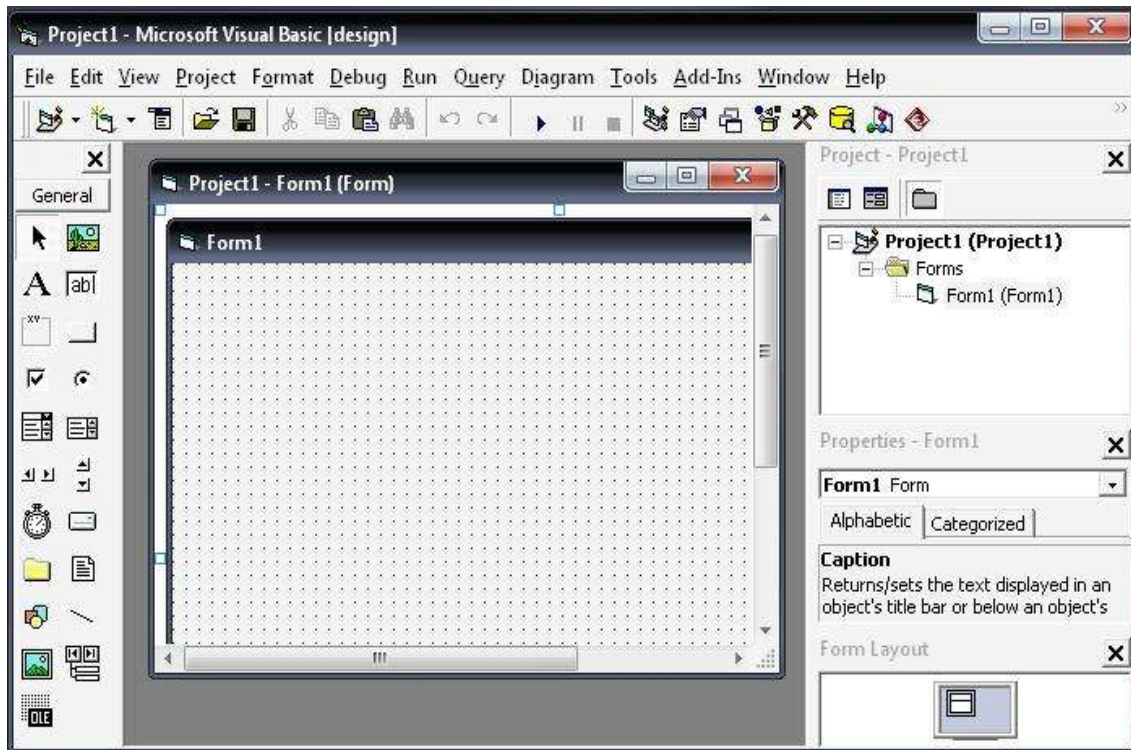 Project1 - Microsoft Visual Basic [design]
File Edit View Project Format Debug Run Query Diagram Tools Add-Ins Window Help
General
A
ab|
XV
OLE
Project1 - Form1 (Form)
Form1
Project - Project1
Project1 (Project1)
Forms
Form1 (Form1)
Properties - Form1
Form1 Form
Alphabetic Categorized
Caption
Returns/sets the text displayed in an
object's title bar or below an object's
Form Layout